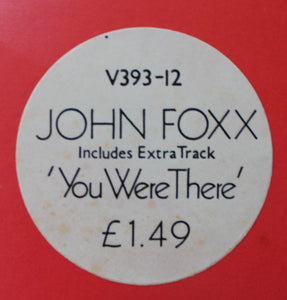 V393-12
JOHN FOXX
Includes Extra Track
'You Were There'
£1.49